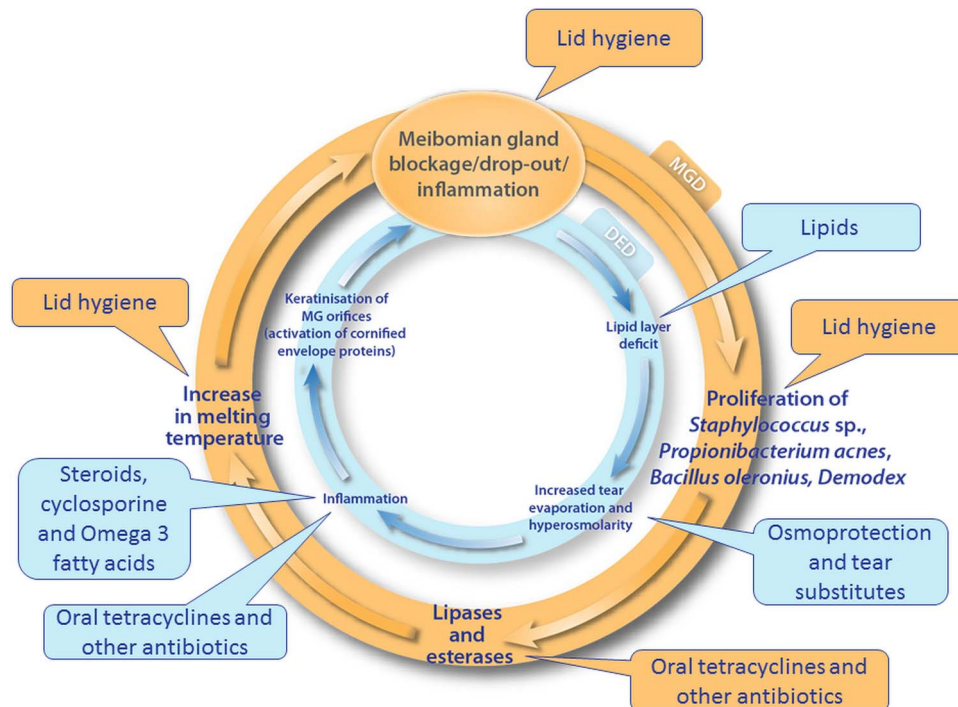 Lid hygiene
Meibomian gland
blockage/drop-out/
inflammation
MGD
DED
Lipids
Lid hygiene
Keratinisation of
MG orifices
(activation of cornified
envelope proteins)
Lipid layer
deficit
Lid hygiene
Increase
in melting
temperature
Proliferation of
Staphylococcus sp.,
Propionibacterium acnes,
Bacillus oleronius, Demodex
Steroids,
cyclosporine
and Omega 3
fatty acids
Inflammation
Increased tear
evaporation and
hyperosmolarity
Osmoprotection
and tear
substitutes
Oral tetracyclines and
other antibiotics
Lipases and
esterases
Oral tetracyclines and
other antibiotics